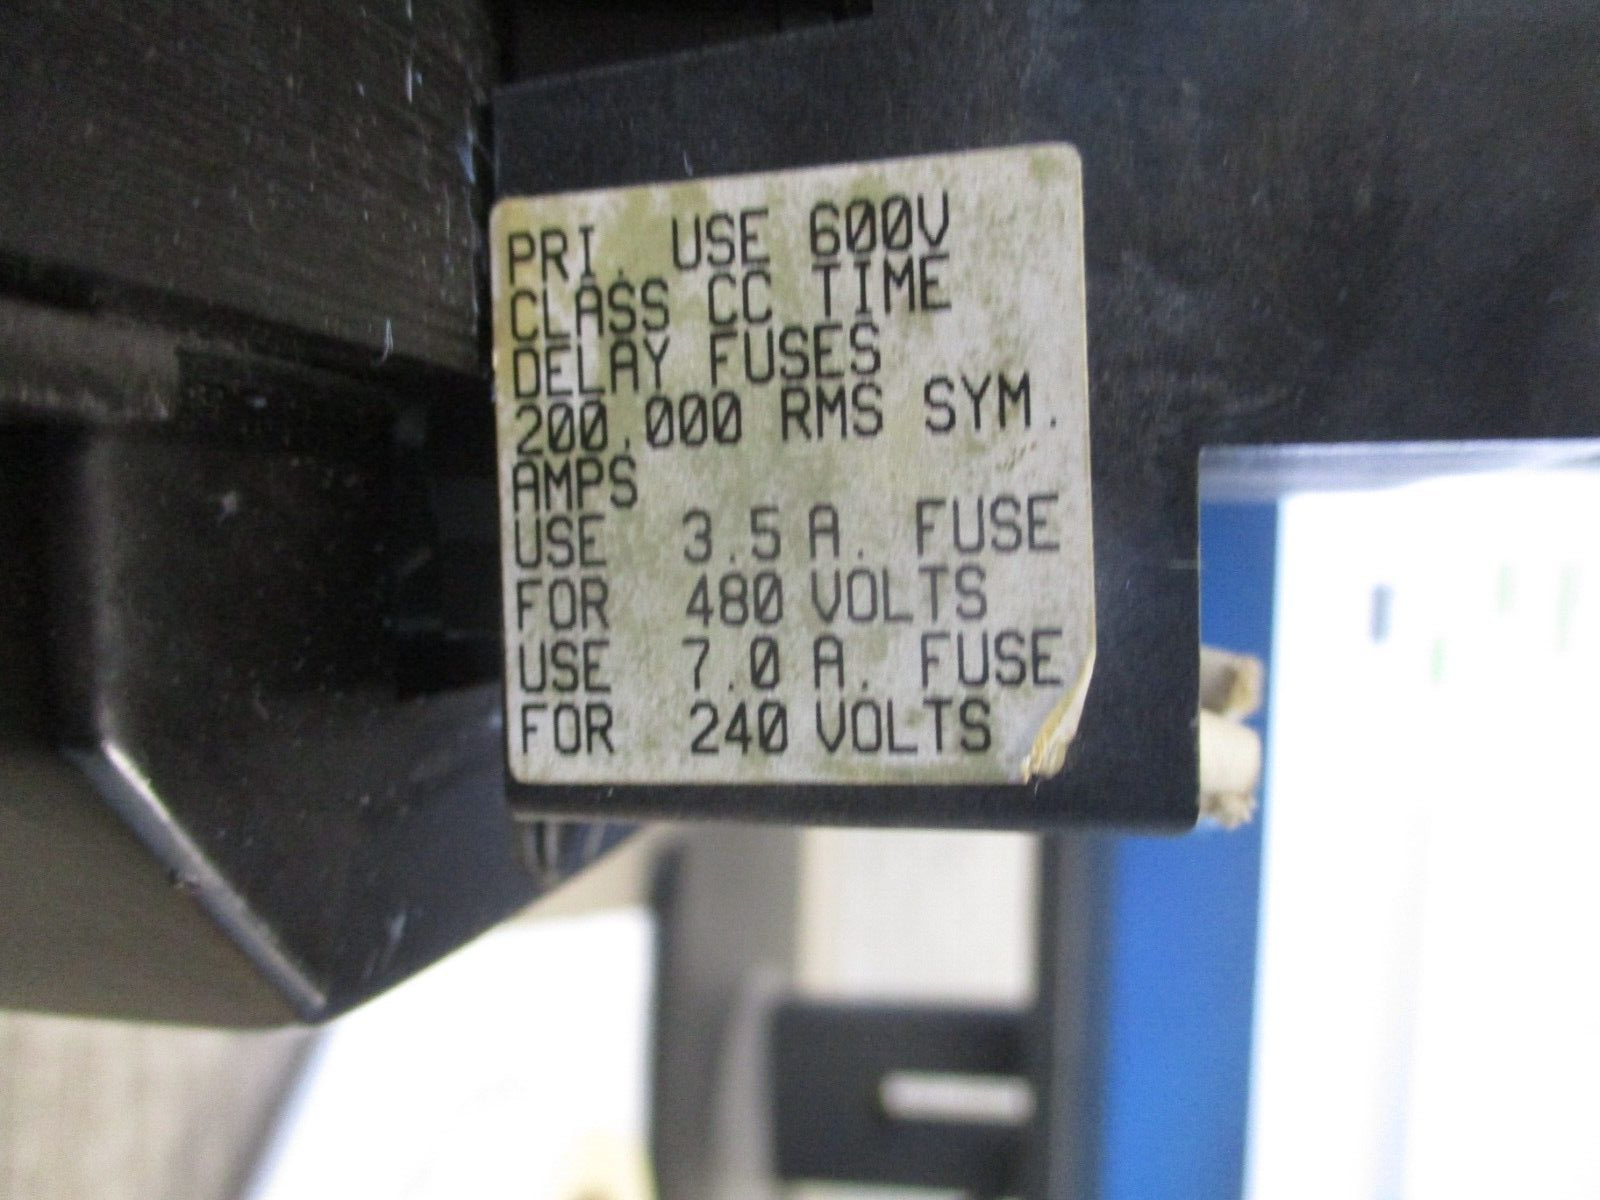 PRI. USE 600V
CLASS CC TIME
DELAY FUSES
200.000 RMS SYM.
AMPS
USE 3.5 A. FUSE
FOR 480 VOLTS
USE 7.0 A. FUSE
FOR 240 VOLTS